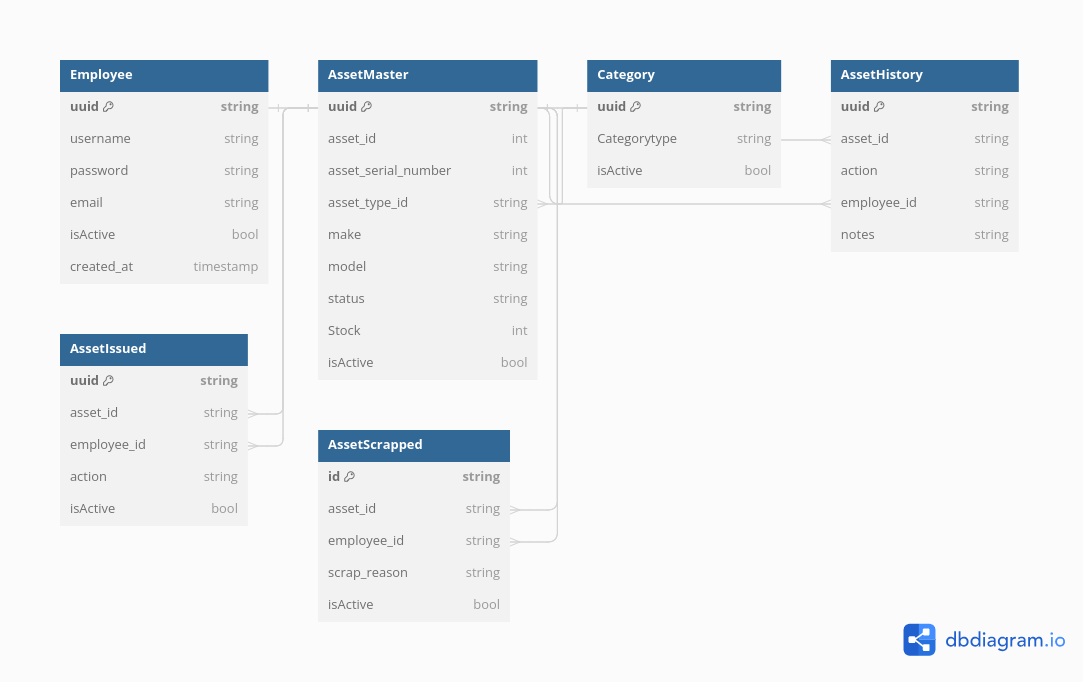 Employee
uuid string
username string
password string
email string
isActive bool
created_at timestamp
AssetMaster
uuid string
asset_id int
asset_serial_number int
asset_type_id string
make string
model string
status string
Stock int
isActive bool
Category
uuid string
Categorytype string
isActive bool
AssetHistory
uuid string
asset_id string
action string
employee_id string
notes string
AssetIssued
uuid string
asset_id string
employee_id string
action string
isActive bool
AssetScrapped
id string
asset_id string
employee_id string
scrap_reason string
isActive bool
dbdiagram.io